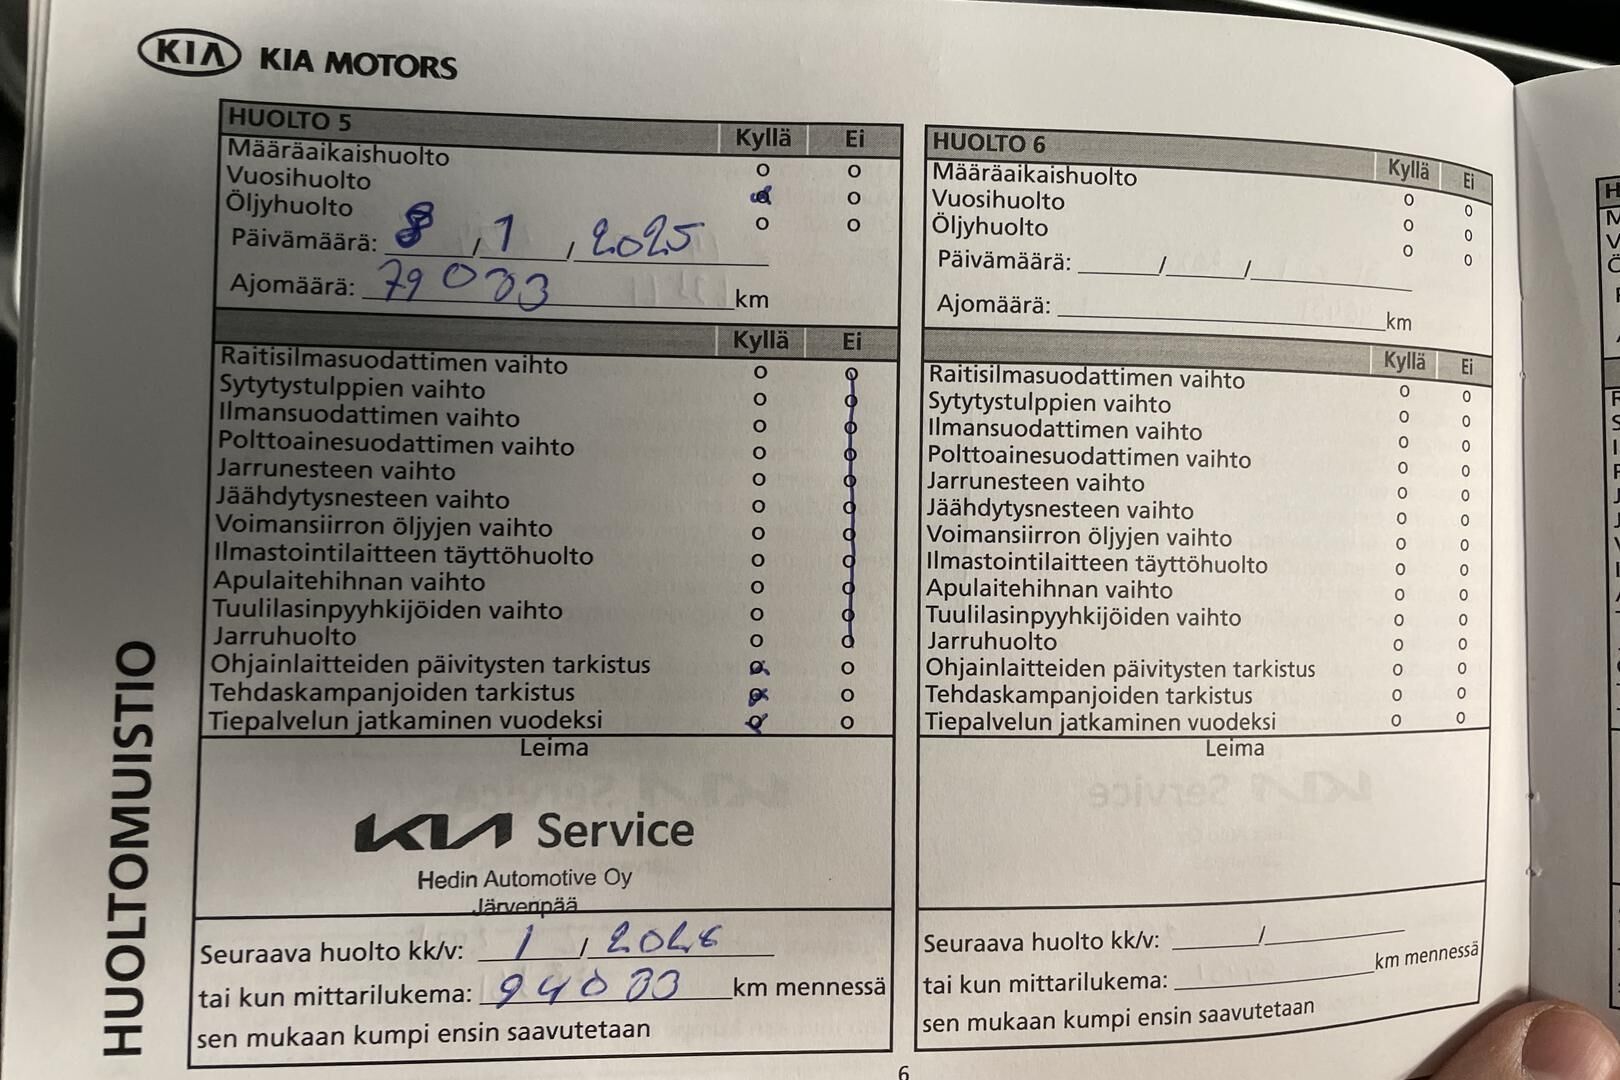 KIA KIA MOTORS
HUOLTOMUISTIO
HUOLTO 5 Kyllä Ei
Määräaikaishuolto o o
Vuosihuolto o o
Öljyhuolto o o
Päivämäärä: 8 / 1 / 2025
Ajomäärä: 79 033 km
Kyllä Ei
Raitisilmasuodattimen vaihto o o
Sytytystulppien vaihto o o
Ilmansuodattimen vaihto o o
Polttoainesuodattimen vaihto o o
Jarrunesteen vaihto o o
Jäähdytysnesteen vaihto o o
Voimansiirron öljyjen vaihto o o
Ilmastointilaitteen täyttöhuolto o o
Apulaitehihnan vaihto o o
Tuulilasinpyyhkijöiden vaihto o o
Jarruhuolto o o
Ohjainlaitteiden päivitysten tarkistus o o
Tehdaskampanjoiden tarkistus o o
Tiepalvelun jatkaminen vuodeksi o o
Leima
KIA Service
Hedin Automotive Oy
Järvenpää
Seuraava huolto kk/v: 1 / 2026
tai kun mittarilukema: 94033 km mennessä
sen mukaan kumpi ensin saavutetaan
HUOLTO 6 Kyllä Ei
Määräaikaishuolto o o
Vuosihuolto o o
Öljyhuolto o o
Päivämäärä: / /
Ajomäärä: km
Kyllä Ei
Raitisilmasuodattimen vaihto o o
Sytytystulppien vaihto o o
Ilmansuodattimen vaihto o o
Polttoainesuodattimen vaihto o o
Jarrunesteen vaihto o o
Jäähdytysnesteen vaihto o o
Voimansiirron öljyjen vaihto o o
Ilmastointilaitteen täyttöhuolto o o
Apulaitehihnan vaihto o o
Tuulilasinpyyhkijöiden vaihto o o
Jarruhuolto o o
Ohjainlaitteiden päivitysten tarkistus o o
Tehdaskampanjoiden tarkistus o o
Tiepalvelun jatkaminen vuodeksi o o
Leima
Seuraava huolto kk/v: /
tai kun mittarilukema: km mennessä
sen mukaan kumpi ensin saavutetaan
6